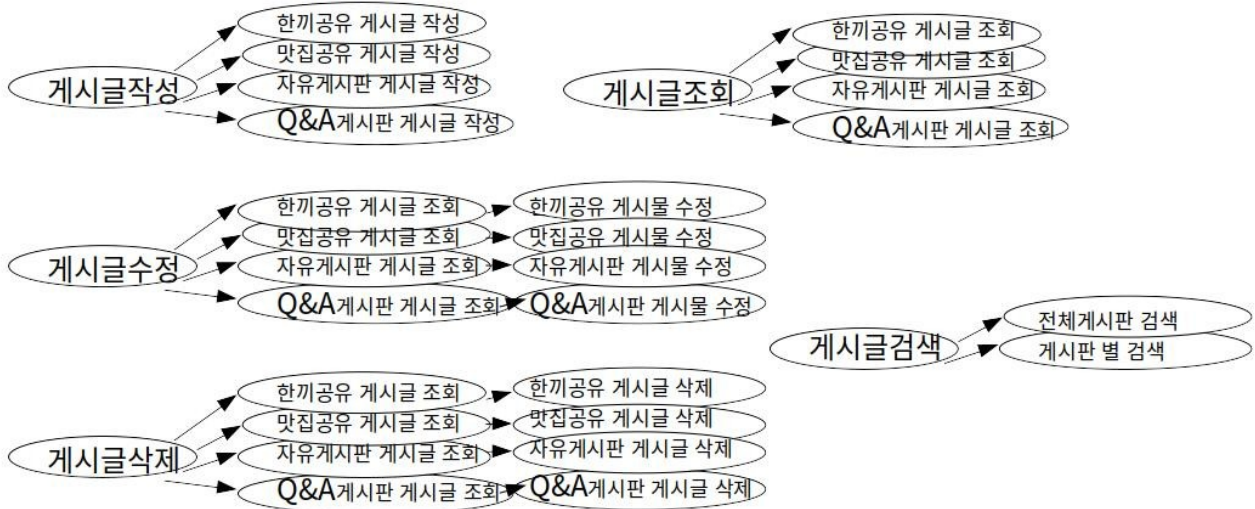 게시글작성
한끼공유 게시글 작성
맛집공유 게시글 작성
자유게시판 게시글 작성
Q&A게시판 게시글 작성
게시글조회
한끼공유 게시글 조회
맛집공유 게시글 조회
자유게시판 게시글 조회
Q&A게시판 게시글 조회
게시글수정
한끼공유 게시글 조회
한끼공유 게시물 수정
맛집공유 게시글 조회
맛집공유 게시물 수정
자유게시판 게시글 조회
자유게시판 게시물 수정
Q&A게시판 게시글 조회
Q&A게시판 게시물 수정
게시글검색
전체게시판 검색
게시판 별 검색
게시글삭제
한끼공유 게시글 조회
한끼공유 게시글 삭제
맛집공유 게시글 조회
맛집공유 게시글 삭제
자유게시판 게시글 조회
자유게시판 게시글 삭제
Q&A게시판 게시글 조회
Q&A게시판 게시글 삭제